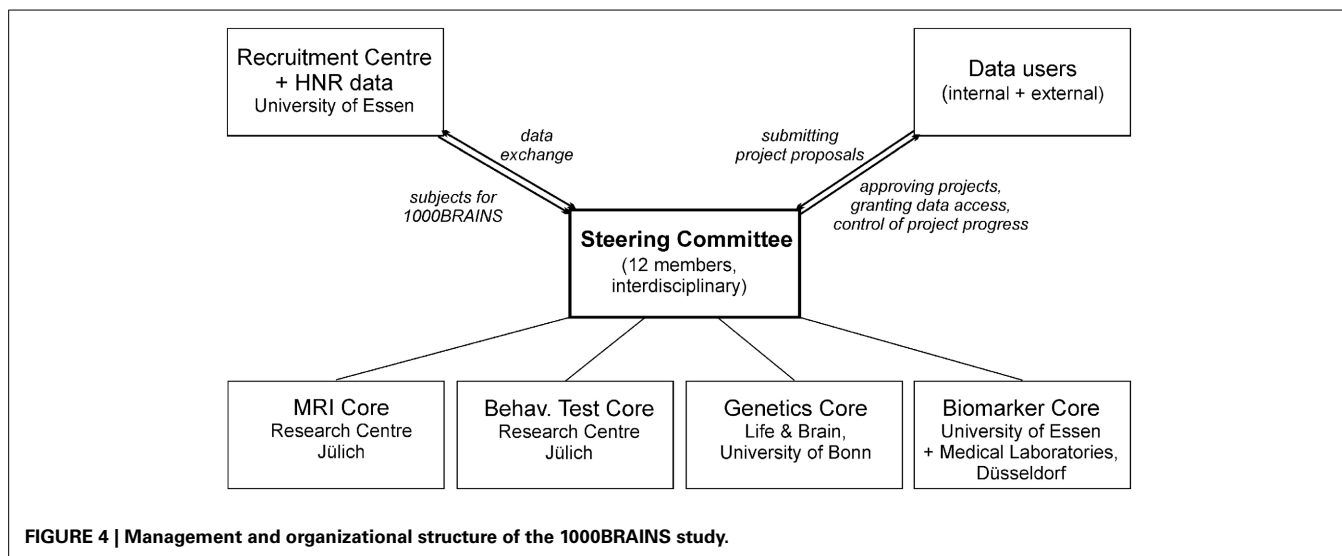 Recruitment Centre
+ HNR data
University of Essen
Data users
(internal + external)
data
exchange
submitting
project proposals
subjects for
1000BRAINS
approving projects,
granting data access,
control of project progress
Steering Committee
(12 members,
interdisciplinary)
MRI Core
Research Centre
Jülich
Behav. Test Core
Research Centre
Jülich
Genetics Core
Life & Brain,
University of Bonn
Biomarker Core
University of Essen
+ Medical Laboratories,
Düsseldorf
FIGURE 4 | Management and organizational structure of the 1000BRAINS study.